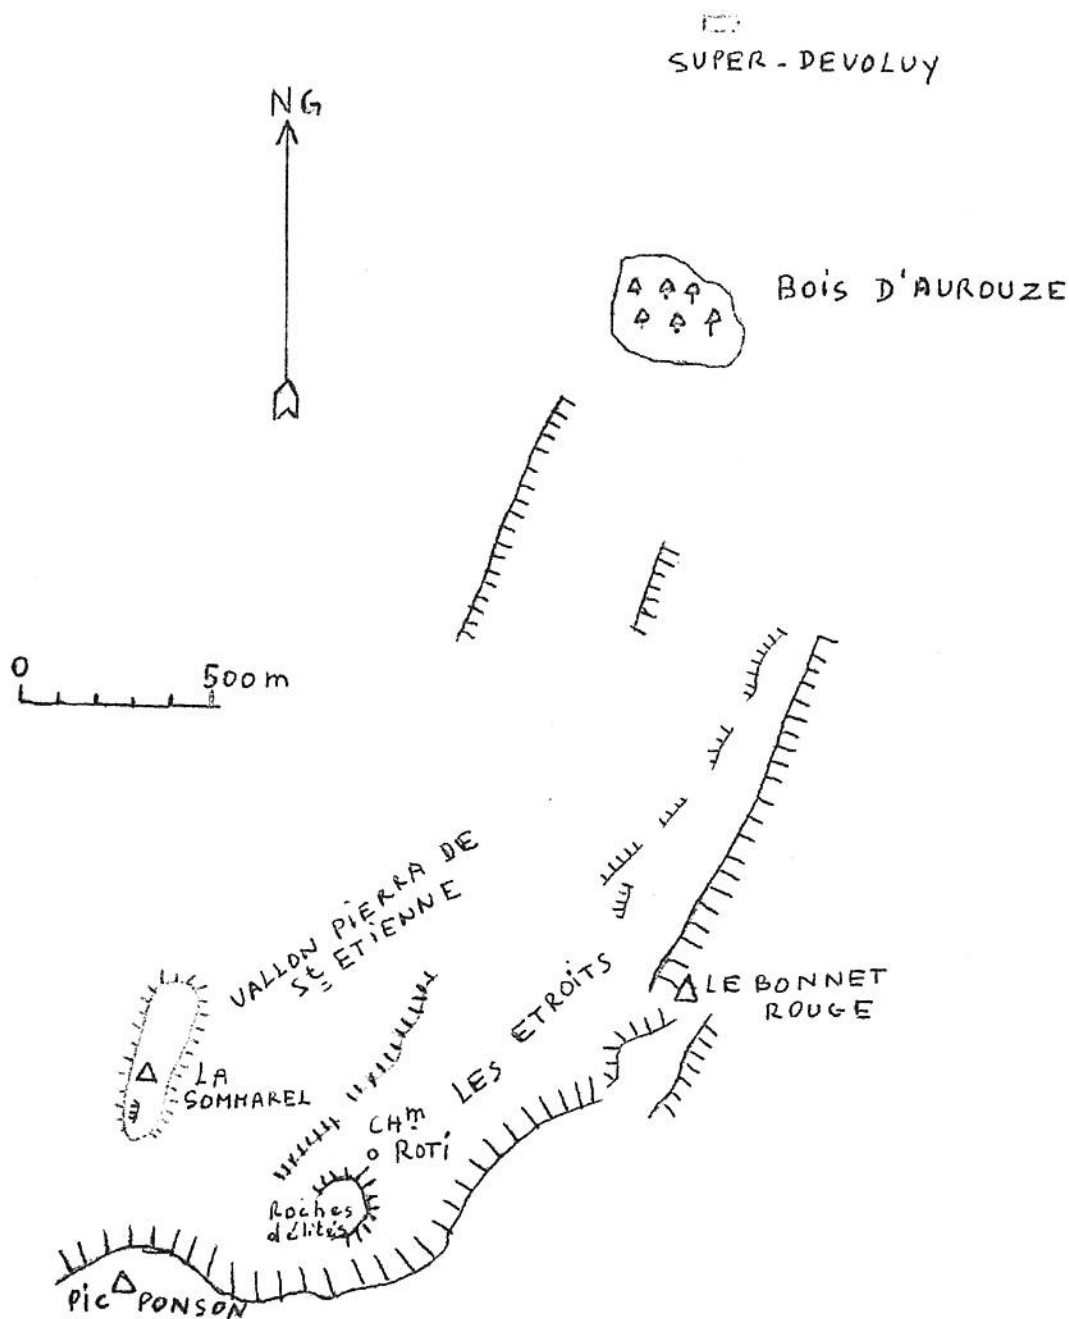 SUPER-DEVOLUY
NG
BOIS D'AUROUZE
0 500m
VALLON PIERRA DE
St ETIENNE
LES ETROITS
LE BONNET
ROUGE
LA
SOMMAREL
CHm
ROTI
Roches
délités
PIC PONSON